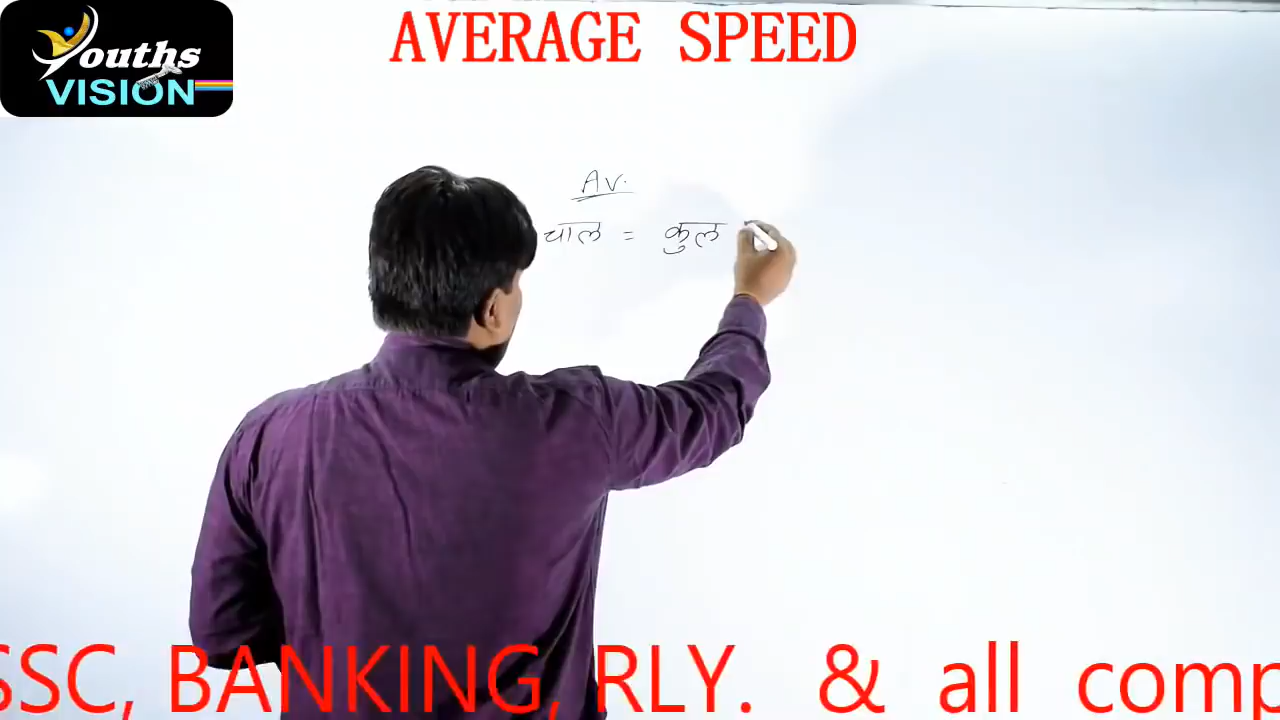 AVERAGE SPEED
Youths
VISION
Av.
चाल = कुल
SSC, BANKING, RLY. & all comp